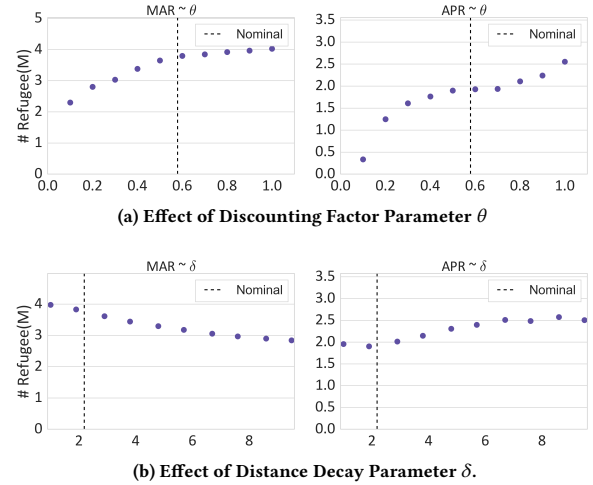 MAR ~ θ
APR ~ θ
5
4
3
2
1
0
# Refugee(M)
Nominal
0.0 0.2 0.4 0.6 0.8 1.0
3.5
3.0
2.5
2.0
1.5
1.0
0.5
0.0
Nominal
0.0 0.2 0.4 0.6 0.8 1.0
(a) Effect of Discounting Factor Parameter θ
MAR ~ δ
APR ~ δ
4
3
2
1
0
# Refugee(M)
Nominal
2 4 6 8
3.5
3.0
2.5
2.0
1.5
1.0
0.5
0.0
Nominal
2 4 6 8
(b) Effect of Distance Decay Parameter δ.